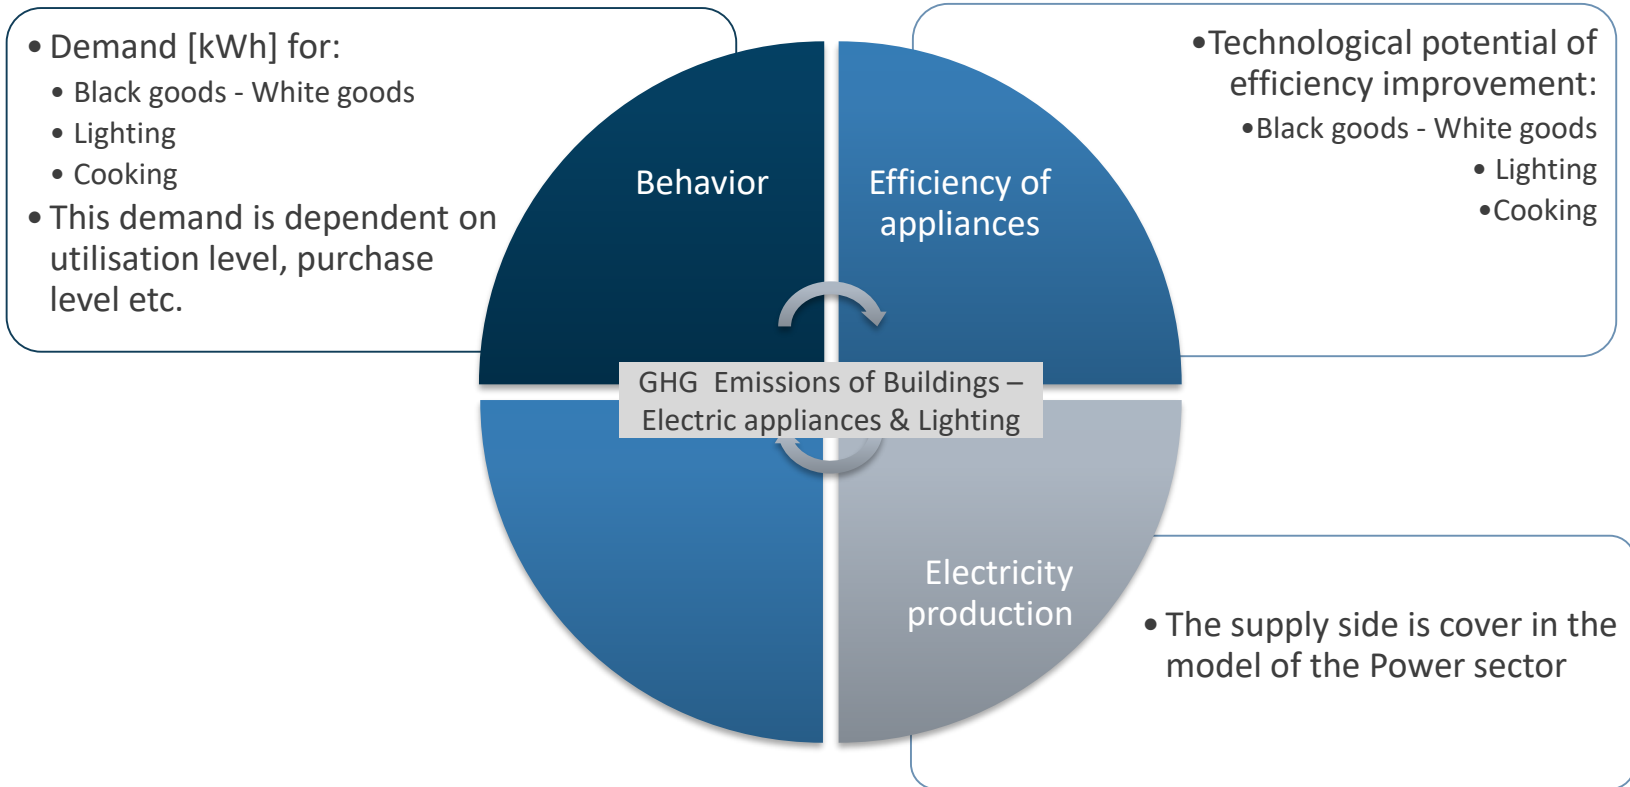 • Demand [kWh] for:
• Black goods - White goods
• Lighting
• Cooking
• This demand is dependent on
utilisation level, purchase
level etc.
Behavior
Efficiency of
appliances
•Technological potential of
efficiency improvement:
•Black goods - White goods
• Lighting
•Cooking
GHG Emissions of Buildings –
Electric appliances & Lighting
Electricity
production
• The supply side is cover in the
model of the Power sector